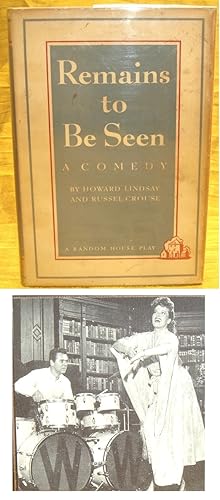 Remains
to
Be Seen
A COMEDY
BY HOWARD LINDSAY
AND RUSSEL CROUSE
A RANDOM HOUSE PLAY
W W